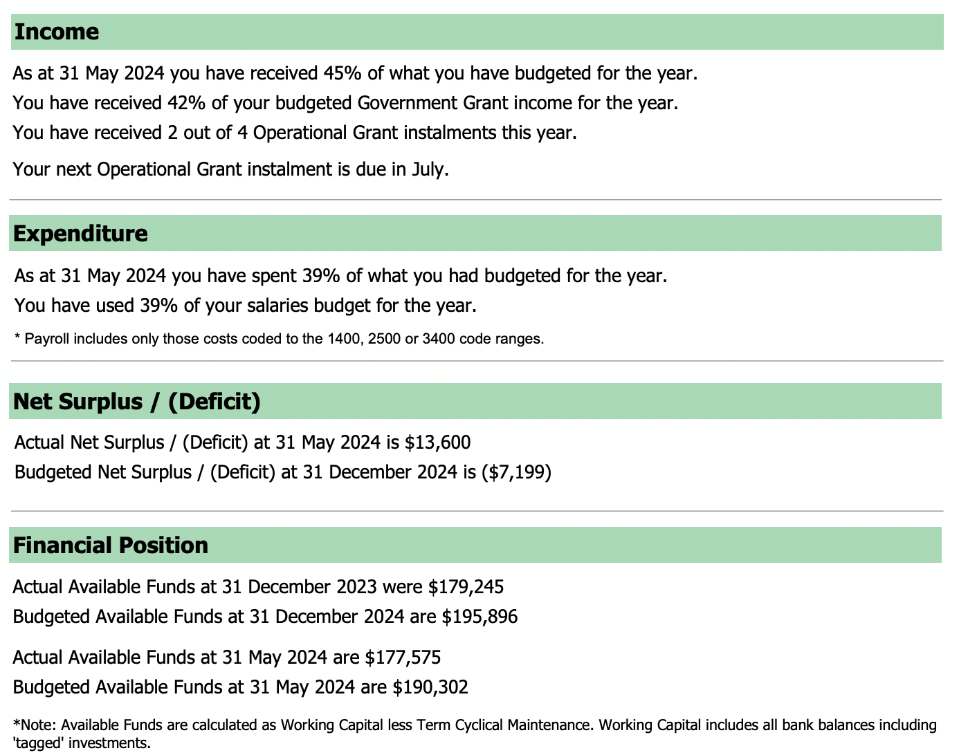 Income
As at 31 May 2024 you have received 45% of what you have budgeted for the year.
You have received 42% of your budgeted Government Grant income for the year.
You have received 2 out of 4 Operational Grant instalments this year.
Your next Operational Grant instalment is due in July.
Expenditure
As at 31 May 2024 you have spent 39% of what you had budgeted for the year.
You have used 39% of your salaries budget for the year.
* Payroll includes only those costs coded to the 1400, 2500 or 3400 code ranges.
Net Surplus / (Deficit)
Actual Net Surplus / (Deficit) at 31 May 2024 is $13,600
Budgeted Net Surplus / (Deficit) at 31 December 2024 is ($7,199)
Financial Position
Actual Available Funds at 31 December 2023 were $179,245
Budgeted Available Funds at 31 December 2024 are $195,896
Actual Available Funds at 31 May 2024 are $177,575
Budgeted Available Funds at 31 May 2024 are $190,302
*Note: Available Funds are calculated as Working Capital less Term Cyclical Maintenance. Working Capital includes all bank balances including
'tagged' investments.